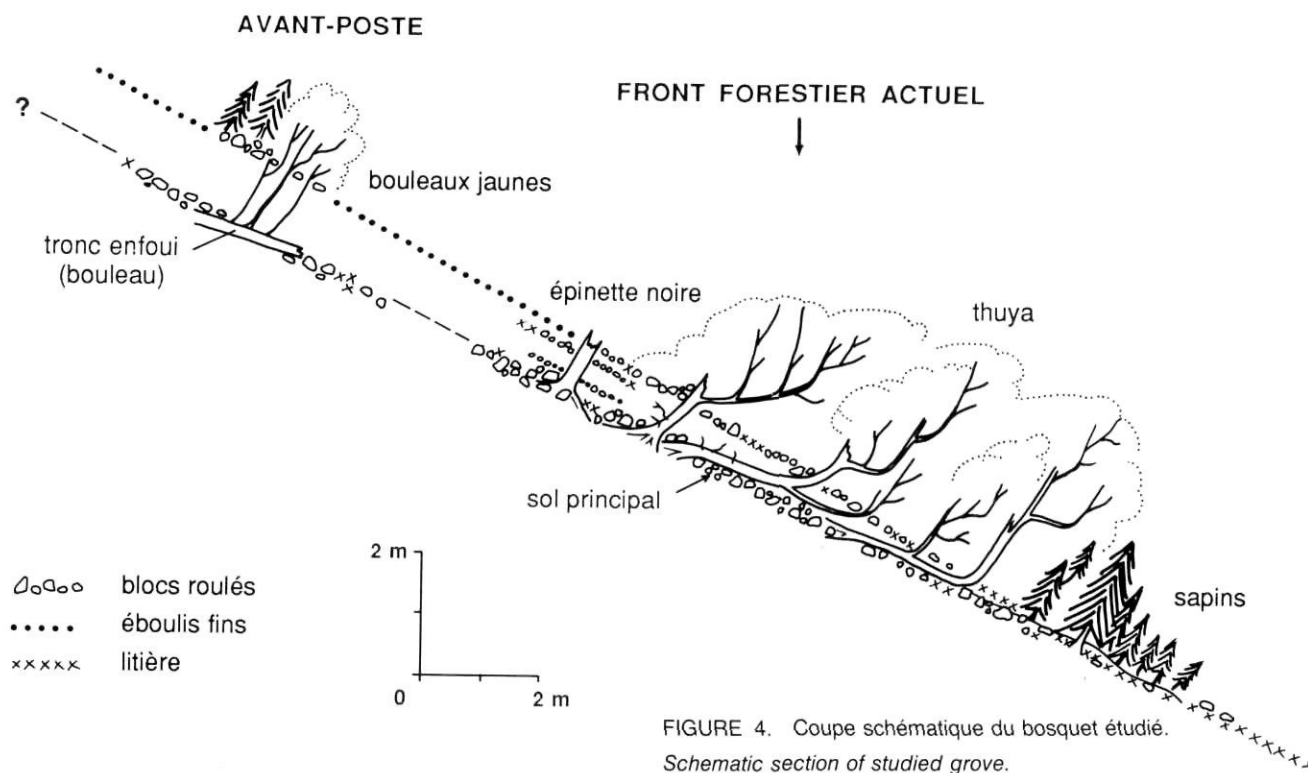 AVANT-POSTE
FRONT FORESTIER ACTUEL
?
bouleaux jaunes
tronc enfoui
(bouleau)
épinette noire
thuya
sol principal
2 m
sapins
blocs roulés
éboulis fins
litière
0
2 m
FIGURE 4. Coupe schématique du bosquet étudié.
Schematic section of studied grove.